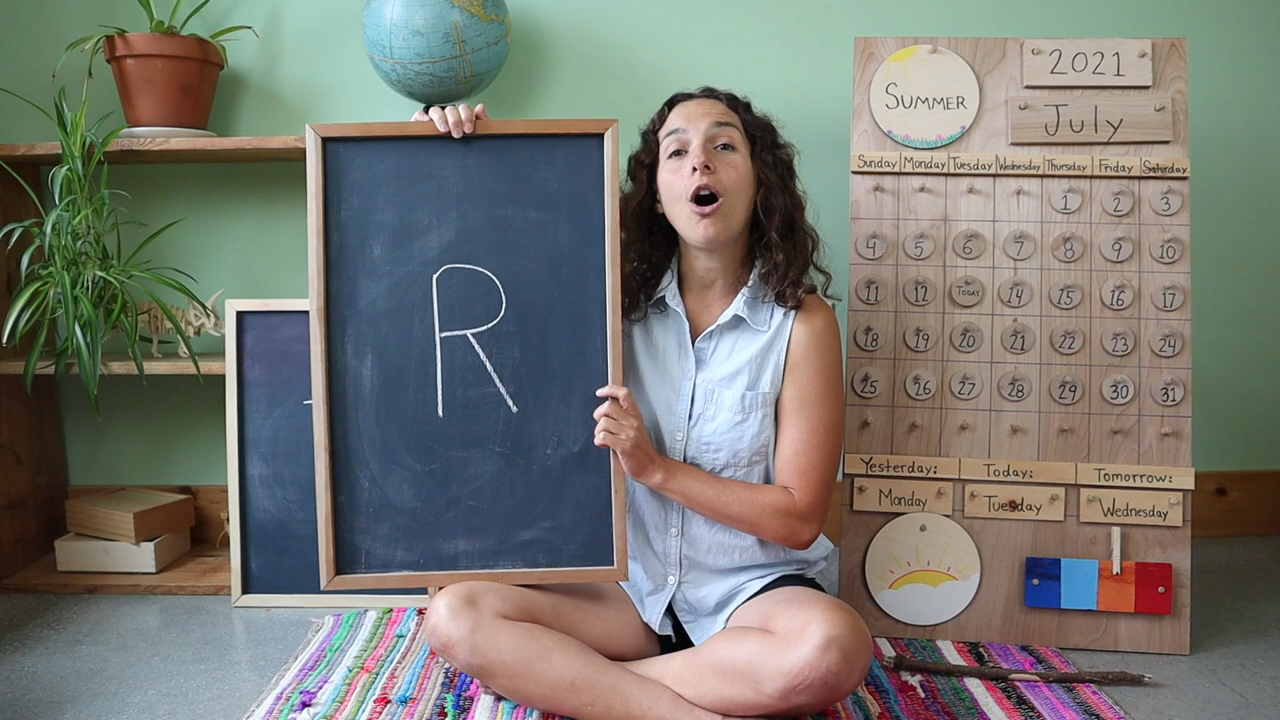 R
SUMMER
2021
July
Sunday Monday Tuesday Wednesday Thursday Friday Saturday
1 2 3
4 5 6 7 8 9 10
11 12 TODAY 14 15 16 17
18 19 20 21 22 23 24
25 26 27 28 29 30 31
Yesterday: Today: Tomorrow:
Monday Tuesday Wednesday